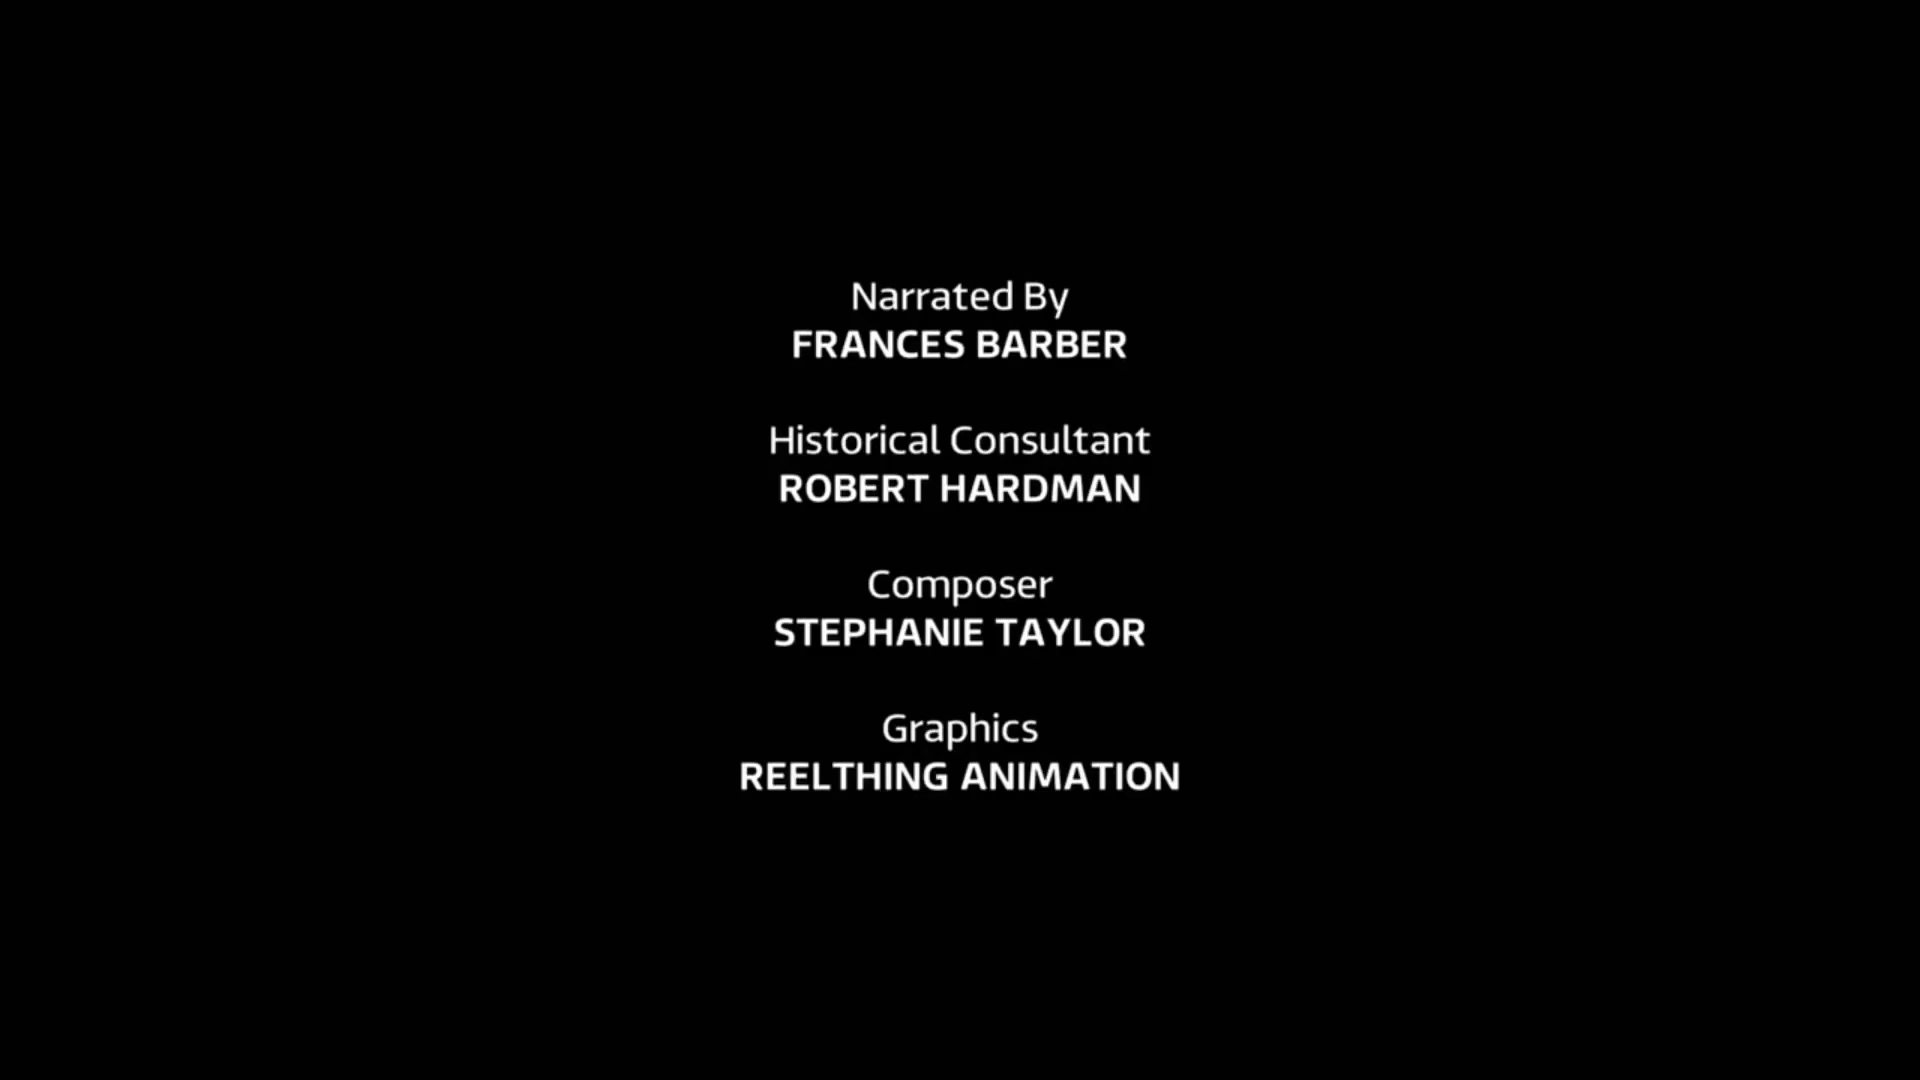 Narrated By
FRANCES BARBER
Historical Consultant
ROBERT HARDMAN
Composer
STEPHANIE TAYLOR
Graphics
REELTHING ANIMATION